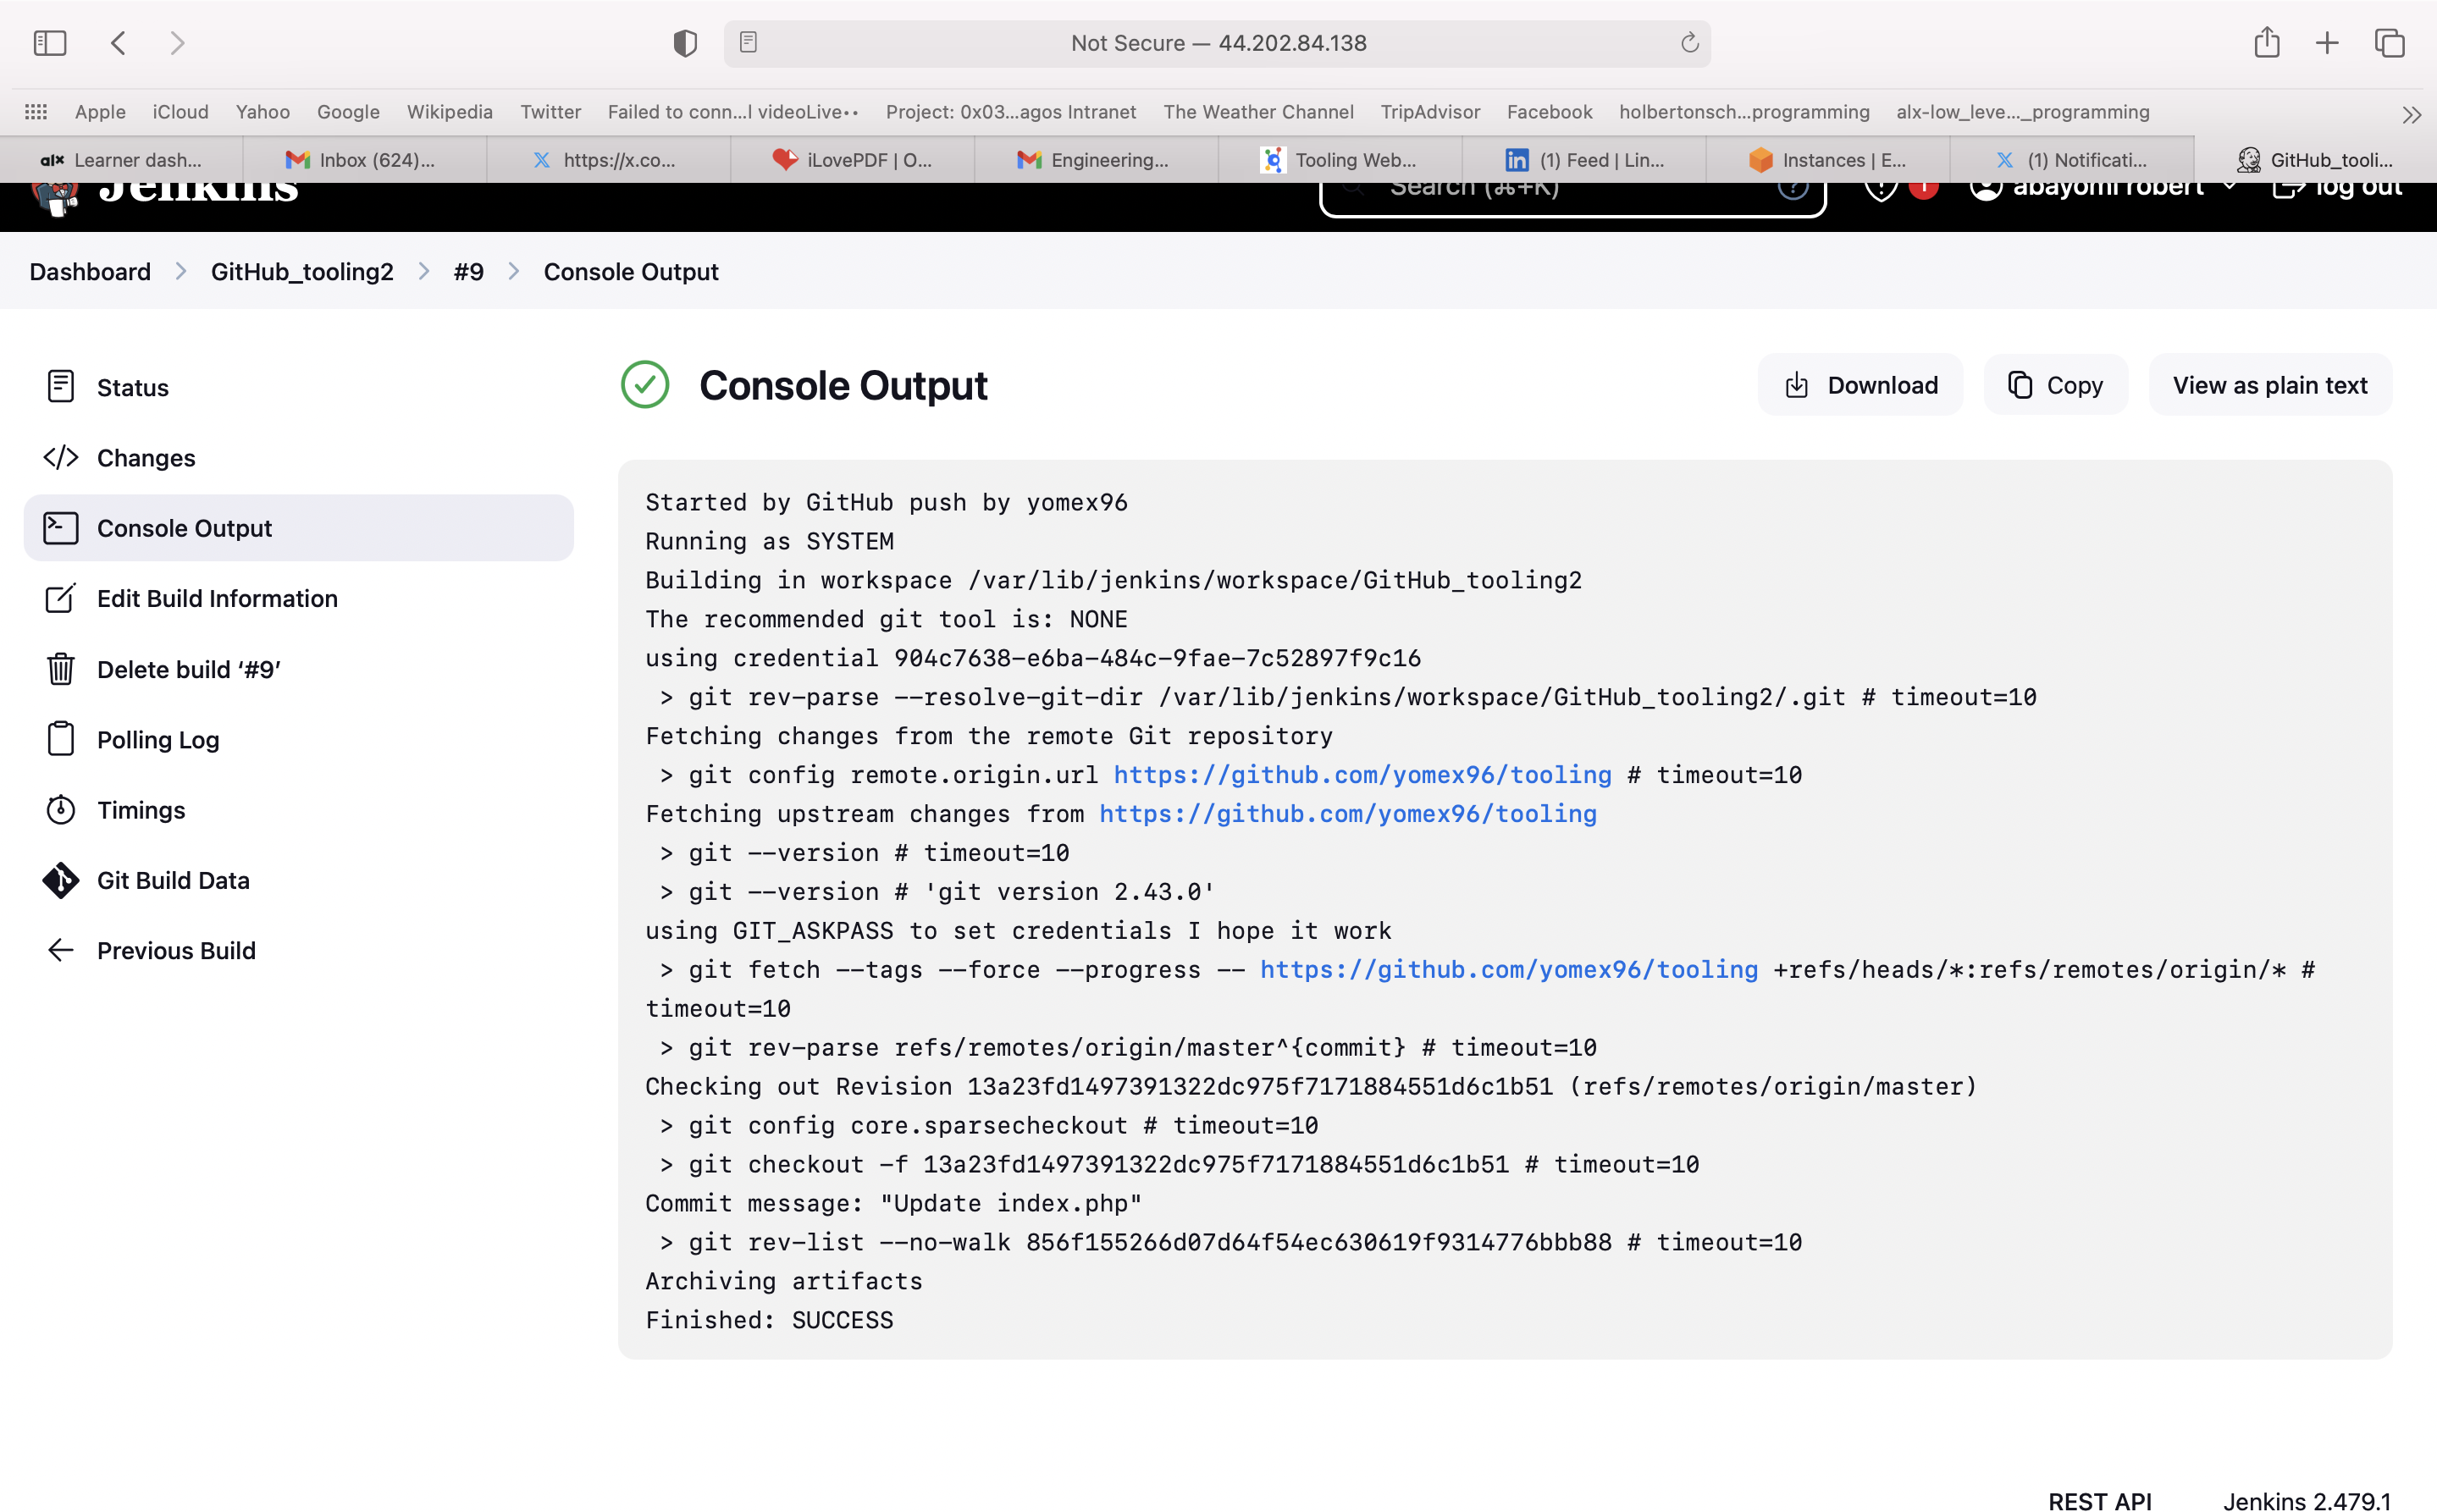 Not Secure — 44.202.84.138
Apple iCloud Yahoo Google Wikipedia Twitter Failed to conn...l videoLive•• Project: 0x03...agos Intranet The Weather Channel TripAdvisor Facebook holbertonsch...programming alx-low_leve..._programming
alx Learner dash... Inbox (624)... https://x.co... iLovePDF | O... Engineering... Tooling Web... (1) Feed | Lin... Instances | E... (1) Notificati... GitHub_tooli...
Jenkins Search (⌘+K) 1 abayomi robert log out
Dashboard > GitHub_tooling2 > #9 > Console Output
Status
Changes
Console Output
Edit Build Information
Delete build ‘#9’
Polling Log
Timings
Git Build Data
Previous Build
Console Output
Download Copy View as plain text
Started by GitHub push by yomex96
Running as SYSTEM
Building in workspace /var/lib/jenkins/workspace/GitHub_tooling2
The recommended git tool is: NONE
using credential 904c7638-e6ba-484c-9fae-7c52897f9c16
> git rev-parse --resolve-git-dir /var/lib/jenkins/workspace/GitHub_tooling2/.git # timeout=10
Fetching changes from the remote Git repository
> git config remote.origin.url https://github.com/yomex96/tooling # timeout=10
Fetching upstream changes from https://github.com/yomex96/tooling
> git --version # timeout=10
> git --version # 'git version 2.43.0'
using GIT_ASKPASS to set credentials I hope it work
> git fetch --tags --force --progress -- https://github.com/yomex96/tooling +refs/heads/*:refs/remotes/origin/* #
timeout=10
> git rev-parse refs/remotes/origin/master^{commit} # timeout=10
Checking out Revision 13a23fd1497391322dc975f7171884551d6c1b51 (refs/remotes/origin/master)
> git config core.sparsecheckout # timeout=10
> git checkout -f 13a23fd1497391322dc975f7171884551d6c1b51 # timeout=10
Commit message: "Update index.php"
> git rev-list --no-walk 856f155266d07d64f54ec630619f9314776bbb88 # timeout=10
Archiving artifacts
Finished: SUCCESS
REST API Jenkins 2.479.1